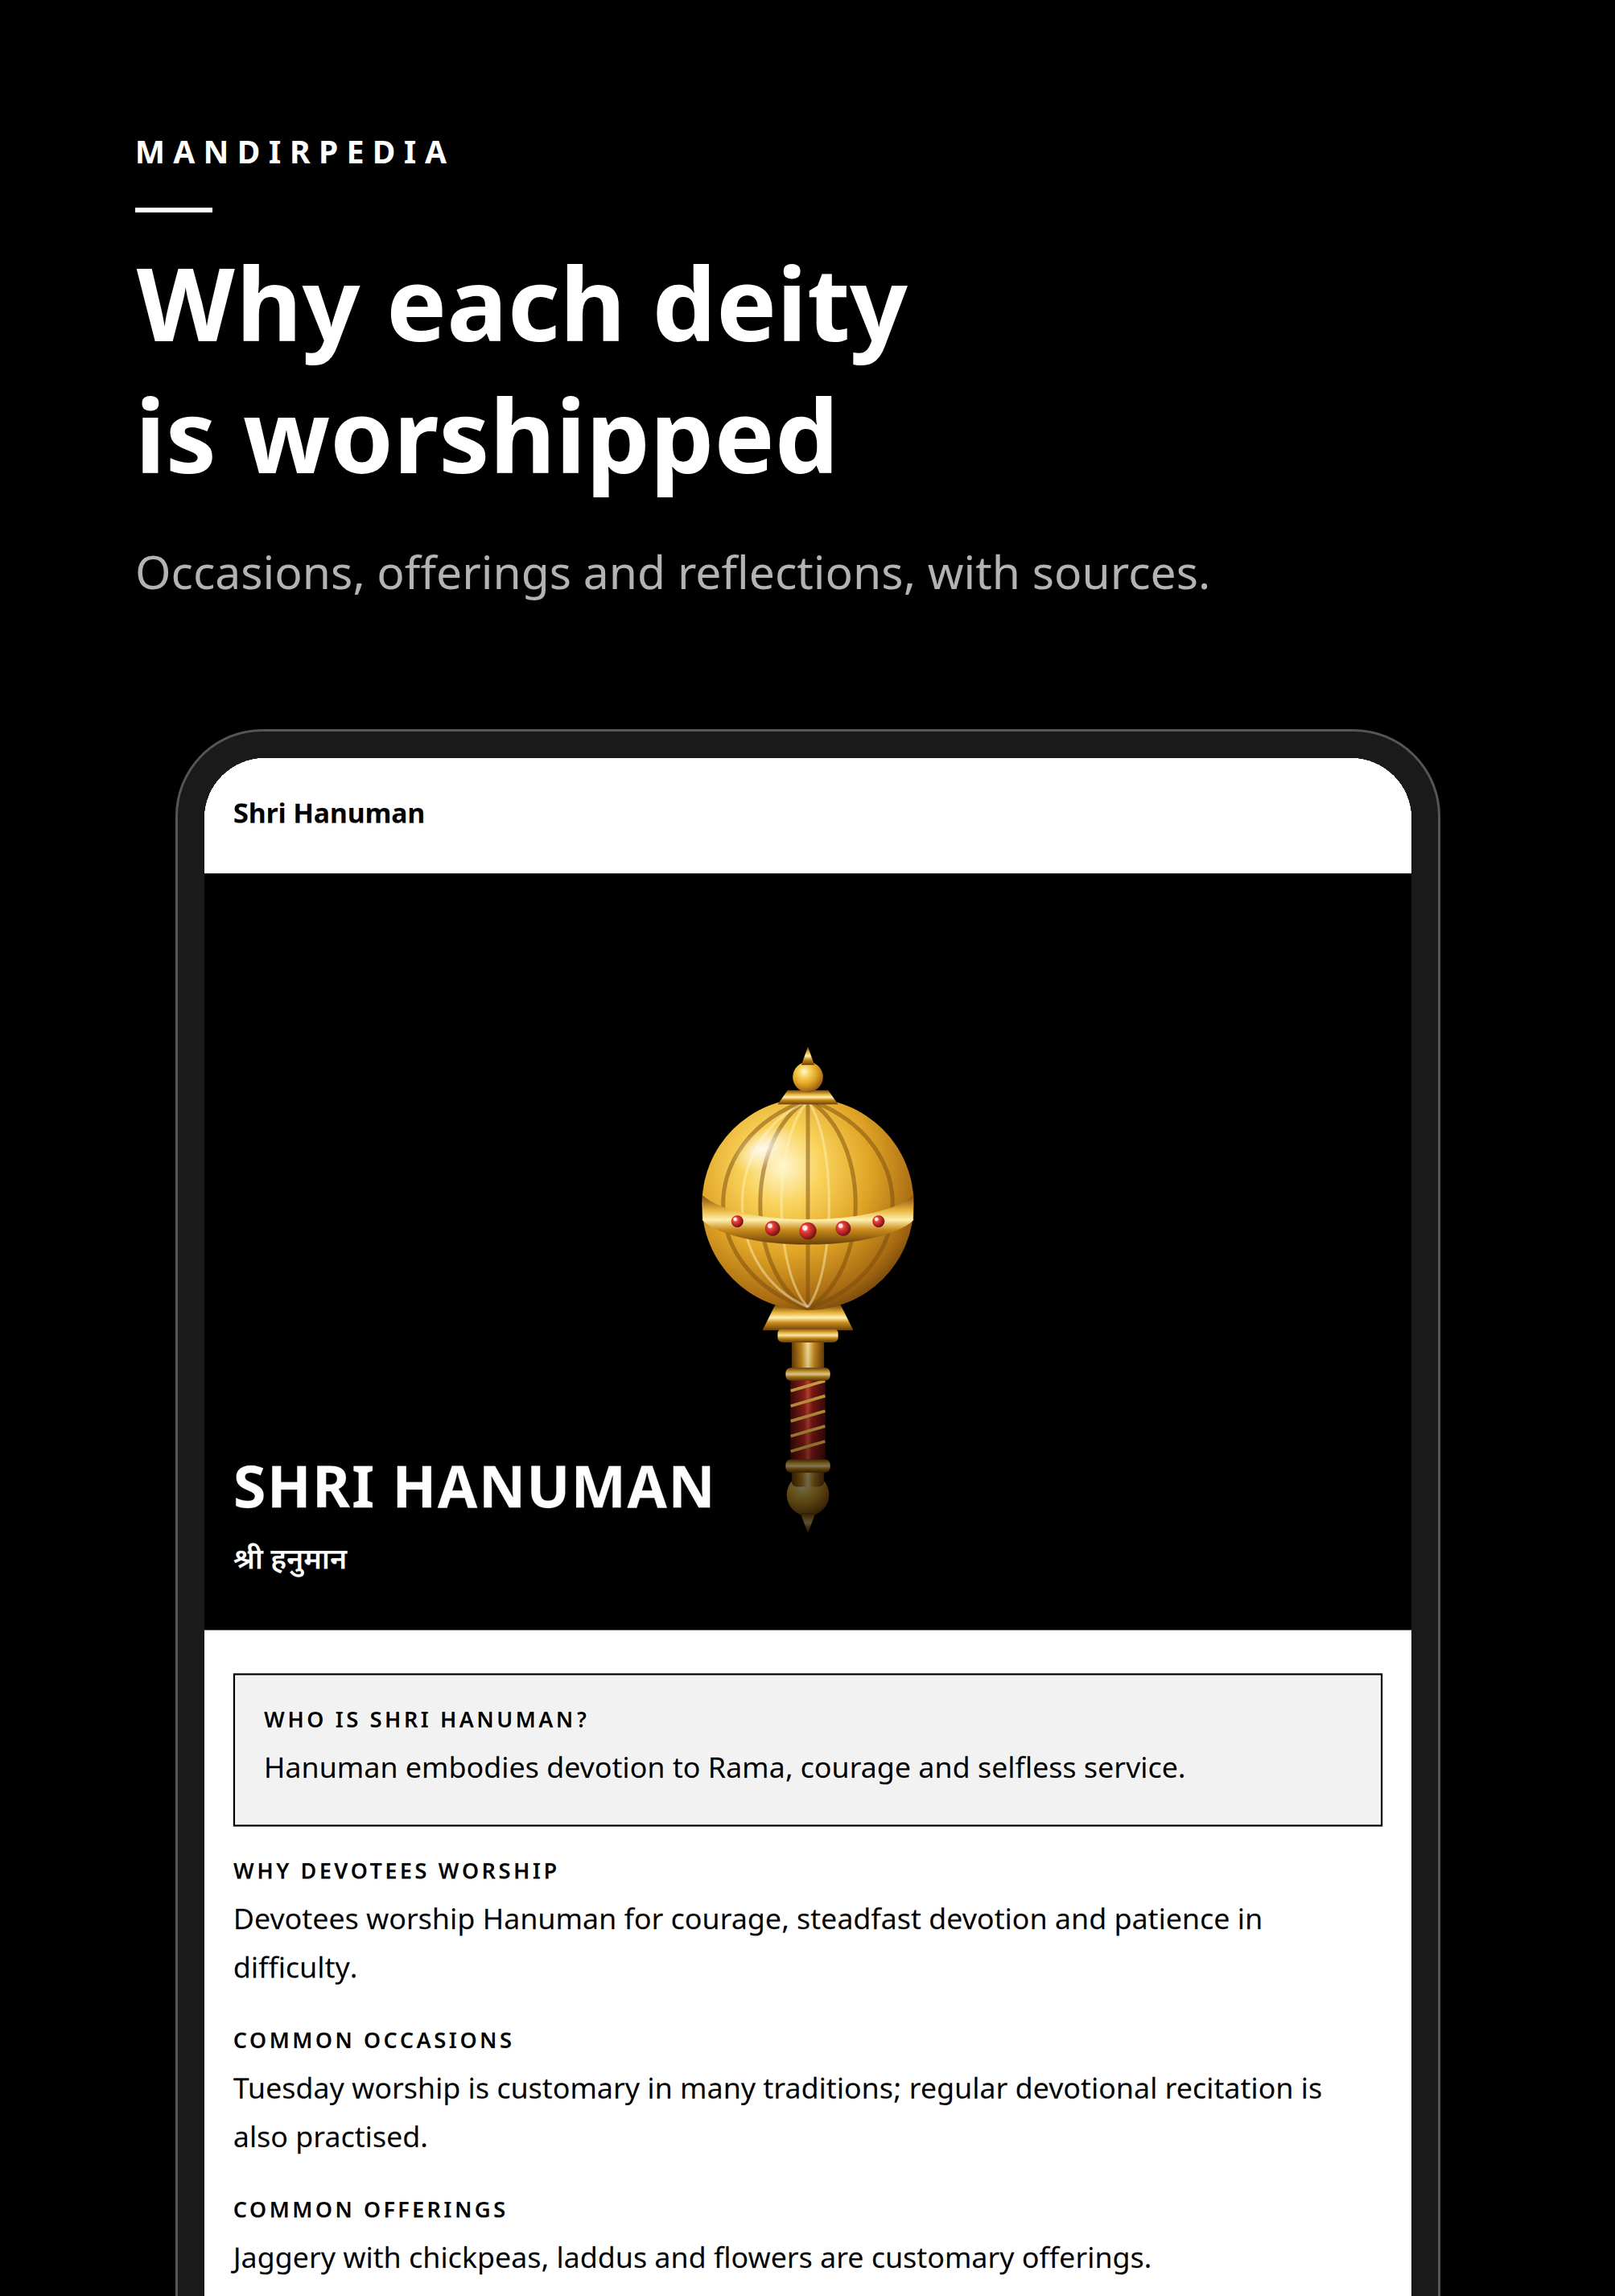 MANDIRPEDIA
Why each deity
is worshipped
Occasions, offerings and reflections, with sources.
Shri Hanuman
SHRI HANUMAN
श्री हनुमान
WHO IS SHRI HANUMAN?
Hanuman embodies devotion to Rama, courage and selfless service.
WHY DEVOTEES WORSHIP
Devotees worship Hanuman for courage, steadfast devotion and patience in
difficulty.
COMMON OCCASIONS
Tuesday worship is customary in many traditions; regular devotional recitation is
also practised.
COMMON OFFERINGS
Jaggery with chickpeas, laddus and flowers are customary offerings.